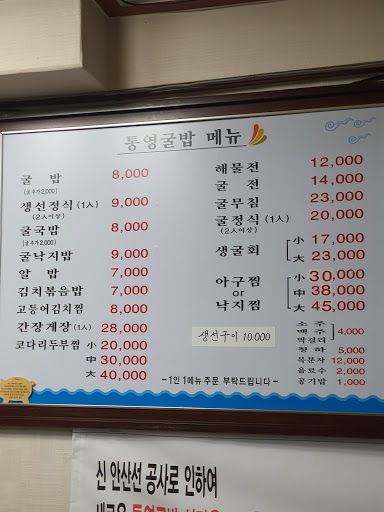 통영굴밥 메뉴
굴 밥 8,000
(굴추가2,000)
생선정식 (1人) 9,000
(2人이상)
굴국밥 8,000
(굴추가2,000)
굴낙지밥 9,000
알 밥 7,000
김치볶음밥 7,000
고등어김치찜 8,000
간장게장 (1人) 28,000
코다리두부찜 小 20,000
中 30,000
大 40,000
해물전 12,000
굴 전 14,000
굴무침 23,000
굴정식 (1人) 20,000
(2人이상)
생굴회 小 17,000
大 23,000
아구찜 or 낙지찜 小 30,000
中 38,000
大 45,000
생선구이 10.000
소 주
맥 주 4,000
막걸리
청 하 5,000
복분자 12,000
음료수 2,000
공기밥 1,000
-1인 1메뉴 주문 부탁드립니다-
신 안산선 공사로 인하여